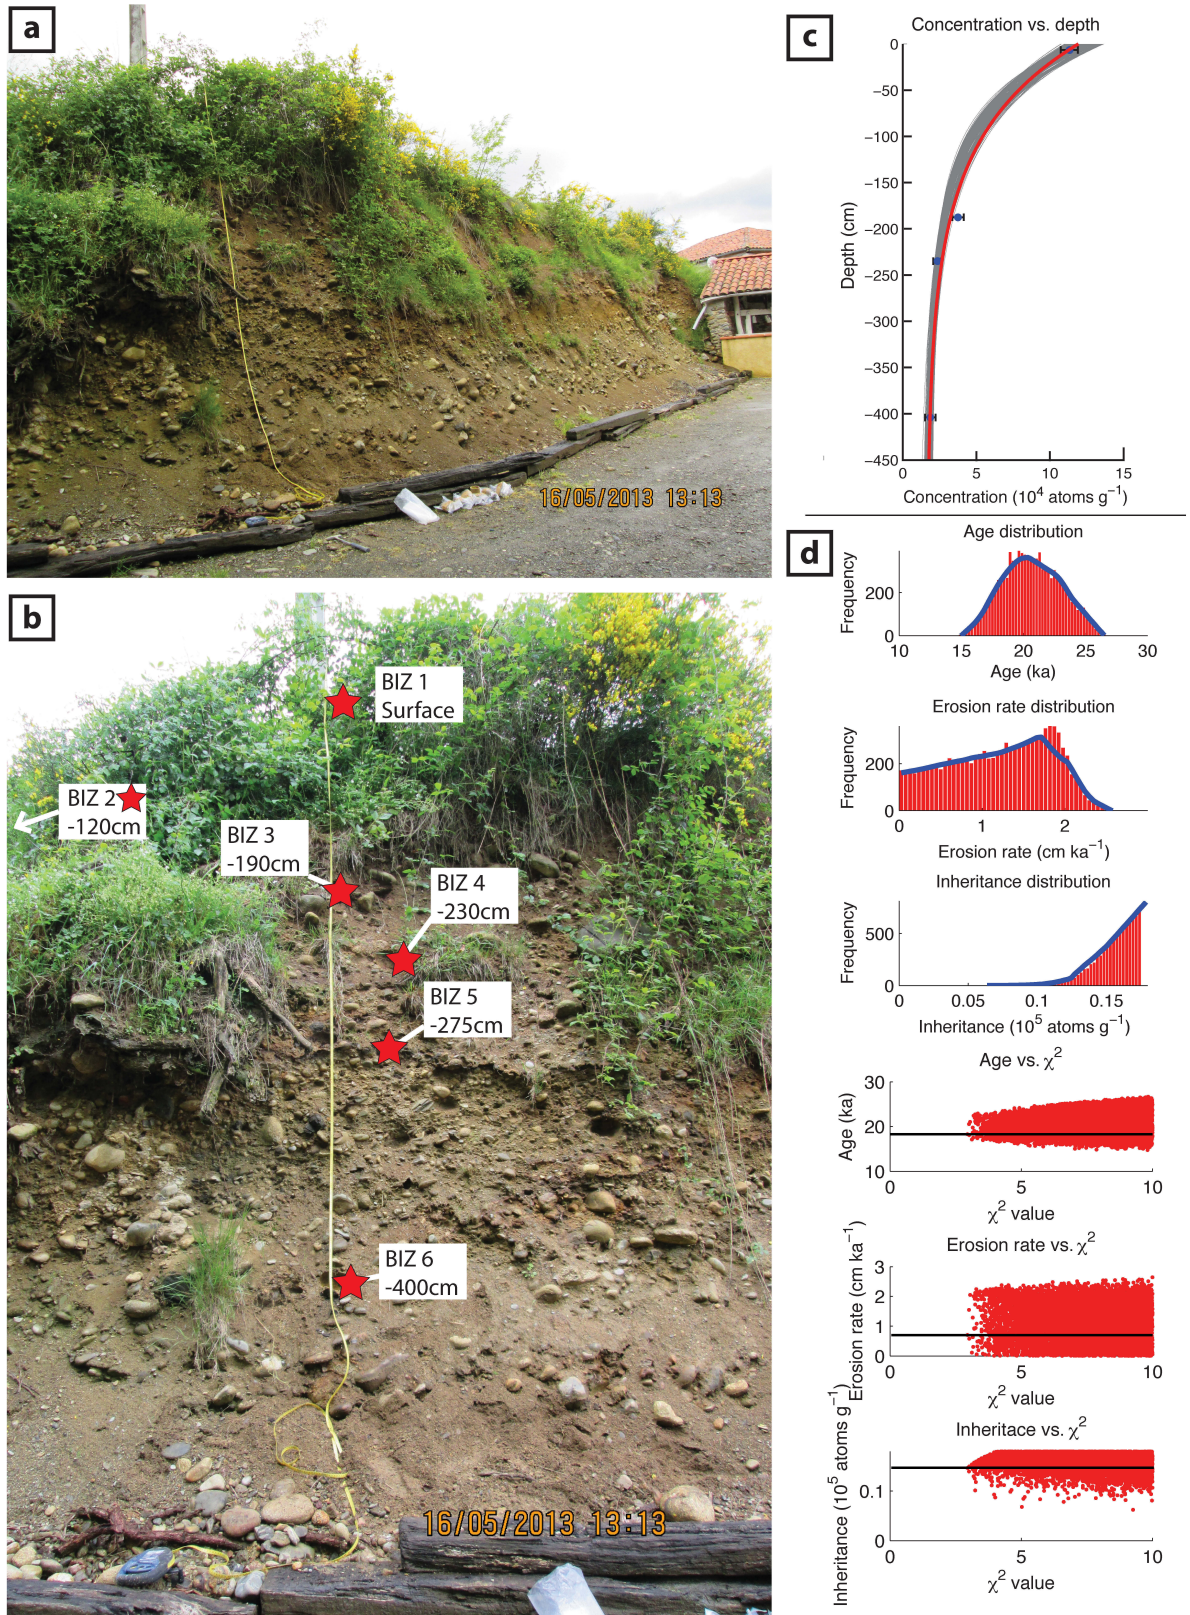 a
16/05/2013 13:13
b
BIZ 1
Surface
BIZ 2
-120cm
BIZ 3
-190cm
BIZ 4
-230cm
BIZ 5
-275cm
BIZ 6
-400cm
16/05/2013 13:13
c
Concentration vs. depth
0
−50
−100
−150
−200
−250
−300
−350
−400
−450
Depth (cm)
0 5 10 15
Concentration (10⁴ atoms g⁻¹)
d
Age distribution
Frequency
200
0
10 15 20 25 30
Age (ka)
Erosion rate distribution
Frequency
200
0
0 1 2
Erosion rate (cm ka⁻¹)
Inheritance distribution
Frequency
500
0
0 0.05 0.1 0.15
Inheritance (10⁵ atoms g⁻¹)
Age vs. χ²
Age (ka)
30
20
10
0 5 10
χ² value
Erosion rate vs. χ²
Erosion rate (cm ka⁻¹)
3
2
1
0
0 5 10
χ² value
Inheritace vs. χ²
Inheritance (10⁵ atoms g⁻¹)
0.1
0
0 5 10
χ² value